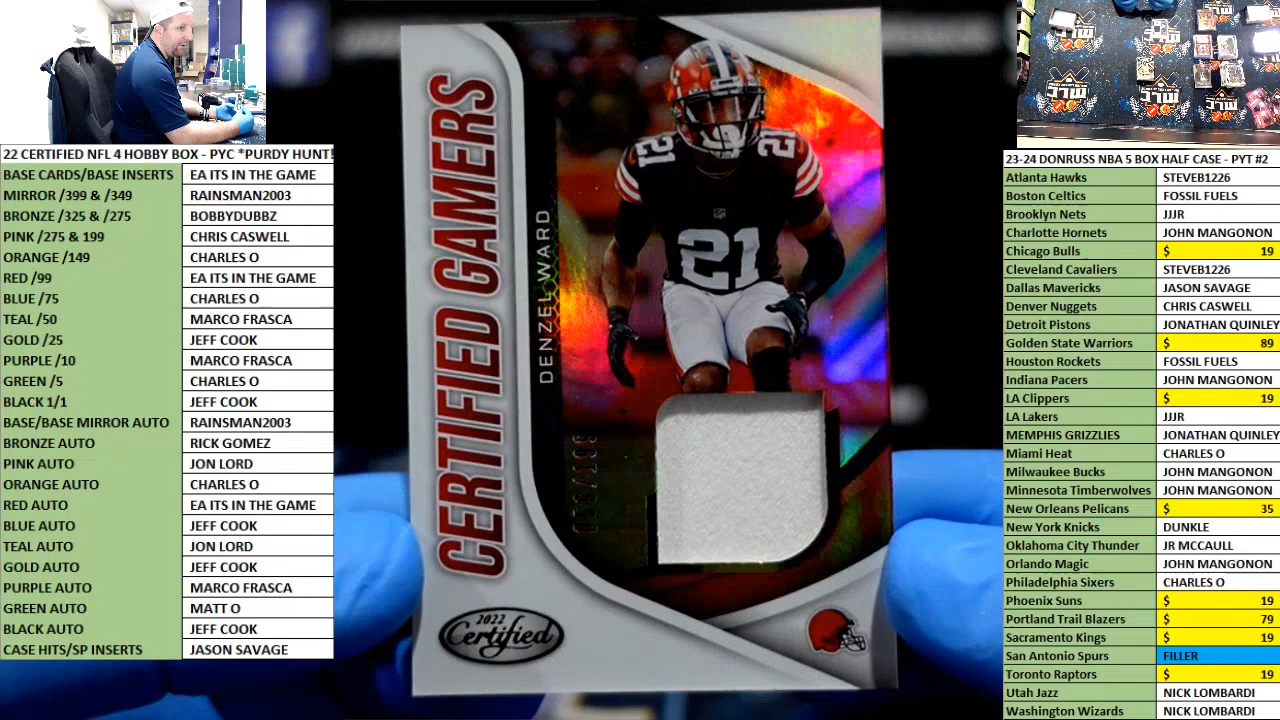 22 CERTIFIED NFL 4 HOBBY BOX - PYC *PURDY HUNT!
BASE CARDS/BASE INSERTS EA ITS IN THE GAME
MIRROR /399 & /349 RAINSMAN2003
BRONZE /325 & /275 BOBBYDUBBZ
PINK /275 & 199 CHRIS CASWELL
ORANGE /149 CHARLES O
RED /99 EA ITS IN THE GAME
BLUE /75 CHARLES O
TEAL /50 MARCO FRASCA
GOLD /25 JEFF COOK
PURPLE /10 MARCO FRASCA
GREEN /5 CHARLES O
BLACK 1/1 JEFF COOK
BASE/BASE MIRROR AUTO RAINSMAN2003
BRONZE AUTO RICK GOMEZ
PINK AUTO JON LORD
ORANGE AUTO CHARLES O
RED AUTO EA ITS IN THE GAME
BLUE AUTO JEFF COOK
TEAL AUTO JON LORD
GOLD AUTO JEFF COOK
PURPLE AUTO MARCO FRASCA
GREEN AUTO MATT O
BLACK AUTO JEFF COOK
CASE HITS/SP INSERTS JASON SAVAGE
CERTIFIED GAMERS
DENZEL WARD
21
21
21
2022
Certified
23-24 DONRUSS NBA 5 BOX HALF CASE - PYT #2
Atlanta Hawks STEVEB1226
Boston Celtics FOSSIL FUELS
Brooklyn Nets JJJR
Charlotte Hornets JOHN MANGONON
Chicago Bulls $ 19
Cleveland Cavaliers STEVEB1226
Dallas Mavericks JASON SAVAGE
Denver Nuggets CHRIS CASWELL
Detroit Pistons JONATHAN QUINLEY
Golden State Warriors $ 89
Houston Rockets FOSSIL FUELS
Indiana Pacers JOHN MANGONON
LA Clippers $ 19
LA Lakers JJJR
MEMPHIS GRIZZLIES JONATHAN QUINLEY
Miami Heat CHARLES O
Milwaukee Bucks JOHN MANGONON
Minnesota Timberwolves JOHN MANGONON
New Orleans Pelicans $ 35
New York Knicks DUNKLE
Oklahoma City Thunder JR MCCAULL
Orlando Magic JOHN MANGONON
Philadelphia Sixers CHARLES O
Phoenix Suns $ 19
Portland Trail Blazers $ 79
Sacramento Kings $ 19
San Antonio Spurs FILLER
Toronto Raptors $ 19
Utah Jazz NICK LOMBARDI
Washington Wizards NICK LOMBARDI